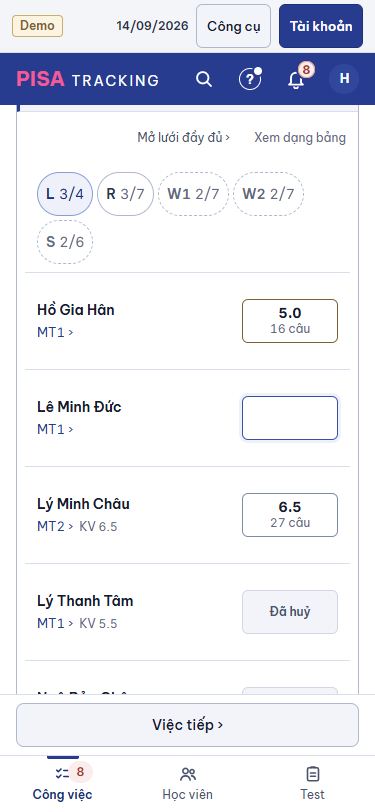 Demo
14/09/2026
Công cụ
Tài khoản
PISA TRACKING
?
8
H
Mở lưới đầy đủ ›
Xem dạng bảng
L 3/4
R 3/7
W1 2/7
W2 2/7
S 2/6
Hồ Gia Hân
MT1 ›
5.0
16 câu
Lê Minh Đức
MT1 ›
Lý Minh Châu
MT2 › KV 6.5
6.5
27 câu
Lý Thanh Tâm
MT1 › KV 5.5
Đã huỷ
Việc tiếp ›
8
Công việc
Học viên
Test